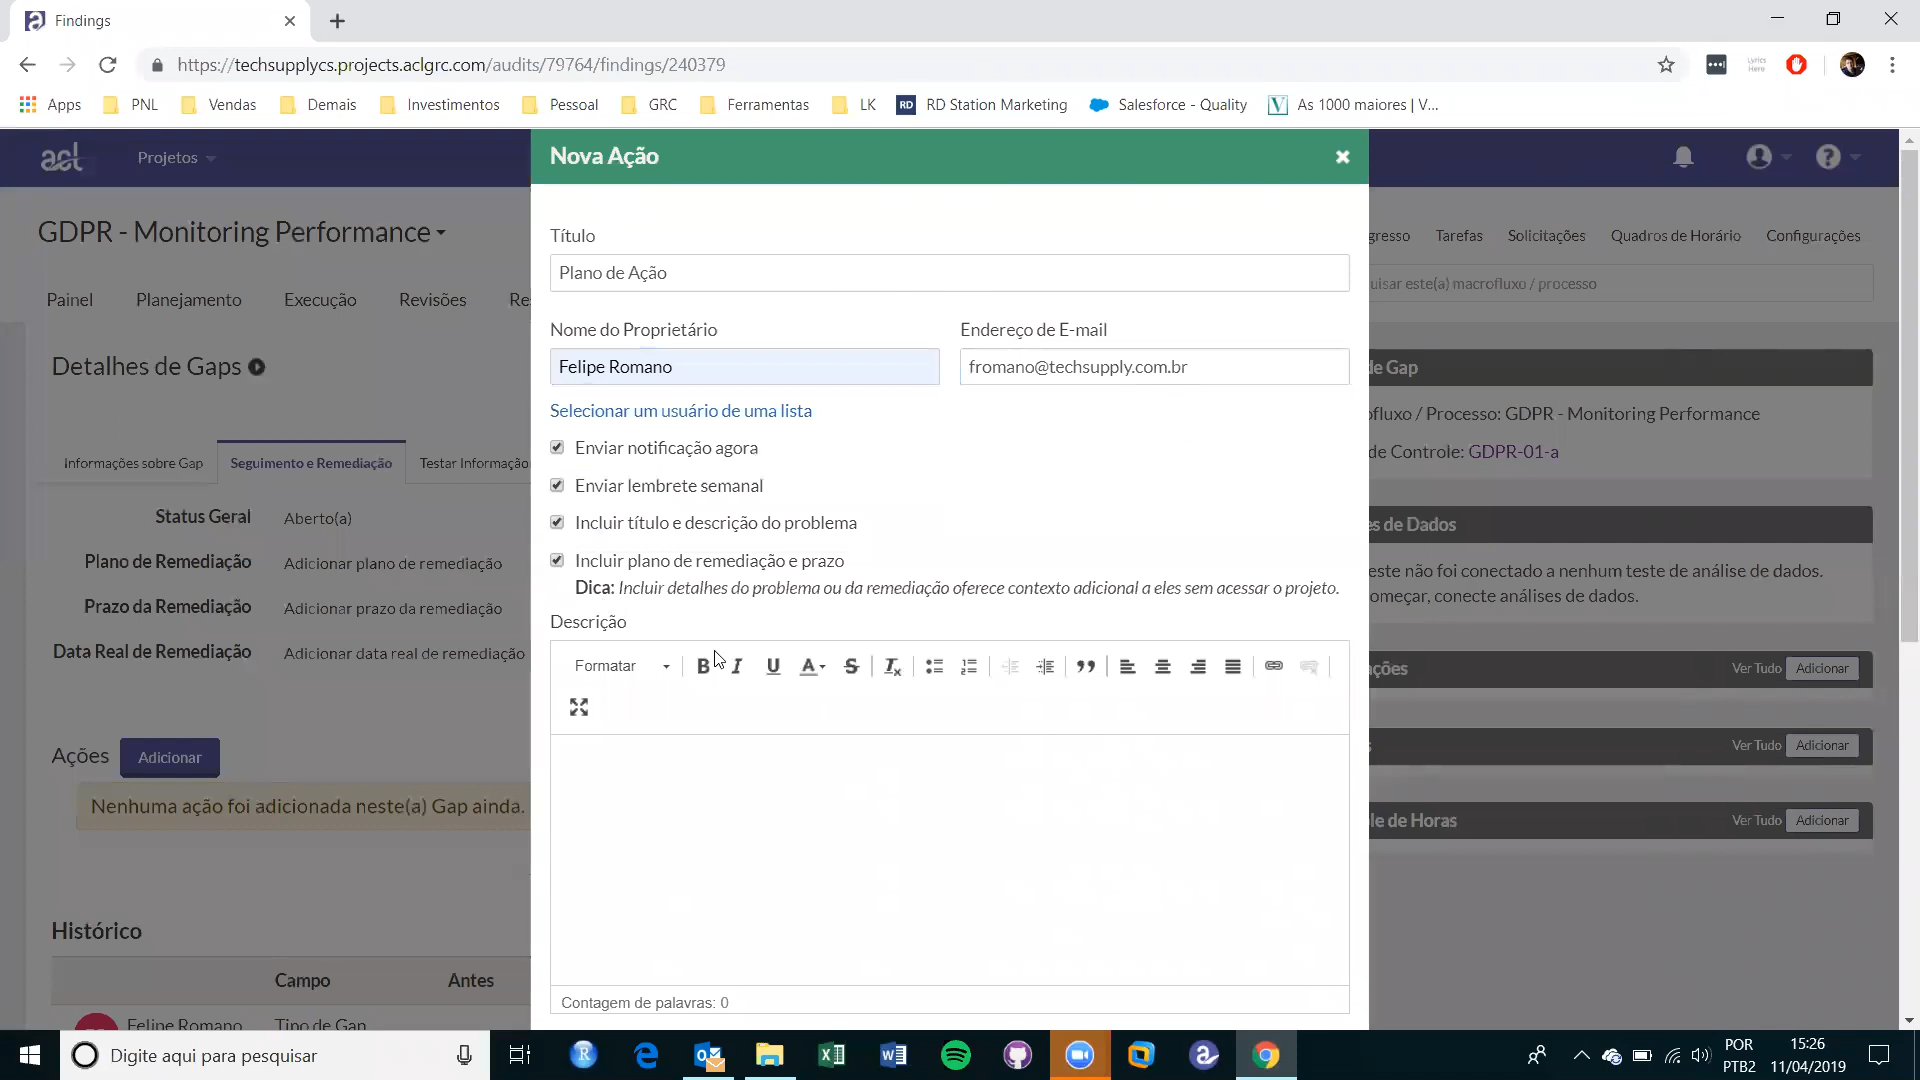 Findings
https://techsupplycs.projects.aclgrc.com/audits/79764/findings/240379
Apps PNL Vendas Demais Investimentos Pessoal GRC Ferramentas LK RD RD Station Marketing Salesforce - Quality V As 1000 maiores | V...
acl Projetos
Nova Ação
GDPR - Monitoring Performance
gresso Tarefas Solicitações Quadros de Horário Configurações
Painel Planejamento Execução Revisões Re
uisar este(a) macrofluxo / processo
Título
Plano de Ação
Nome do Proprietário Endereço de E-mail
Felipe Romano fromano@techsupply.com.br
Selecionar um usuário de uma lista
Enviar notificação agora
Enviar lembrete semanal
Incluir título e descrição do problema
Incluir plano de remediação e prazo
Dica: Incluir detalhes do problema ou da remediação oferece contexto adicional a eles sem acessar o projeto.
Descrição
Formatar
Contagem de palavras: 0
Detalhes de Gaps
Informações sobre Gap Seguimento e Remediação Testar Informação
Status Geral Aberto(a)
Plano de Remediação Adicionar plano de remediação
Prazo da Remediação Adicionar prazo da remediação
Data Real de Remediação Adicionar data real de remediação
Ações Adicionar
Nenhuma ação foi adicionada neste(a) Gap ainda.
Histórico
Campo Antes
Felipe Romano Tipo de Gap
de Gap
ofluxo / Processo: GDPR - Monitoring Performance
de Controle: GDPR-01-a
s de Dados
este não foi conectado a nenhum teste de análise de dados.
omeçar, conecte análises de dados.
ações Ver Tudo Adicionar
s Ver Tudo Adicionar
le de Horas Ver Tudo Adicionar
Digite aqui para pesquisar
POR
PTB2
15:26
11/04/2019